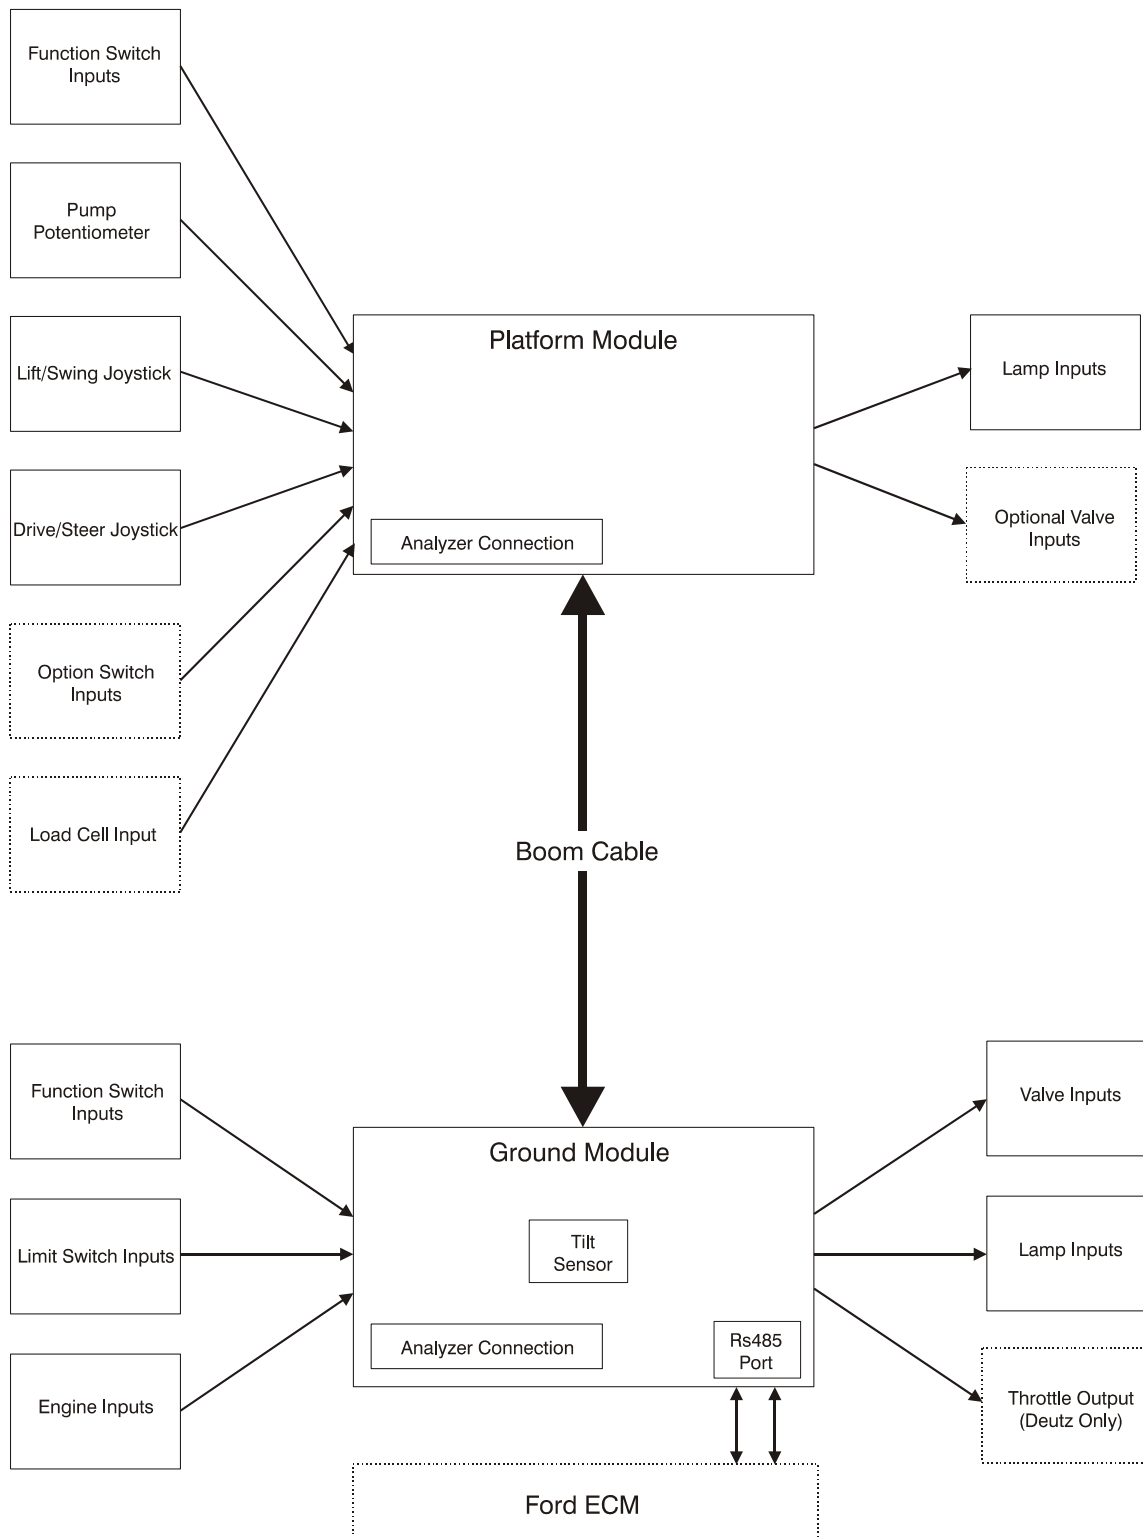 Function Switch
Inputs
Pump
Potentiometer
Lift/Swing Joystick
Drive/Steer Joystick
Option Switch
Inputs
Load Cell Input
Platform Module
Analyzer Connection
Lamp Inputs
Optional Valve
Inputs
Boom Cable
Function Switch
Inputs
Limit Switch Inputs
Engine Inputs
Ground Module
Tilt
Sensor
Analyzer Connection
Rs485
Port
Valve Inputs
Lamp Inputs
Throttle Output
(Deutz Only)
Ford ECM